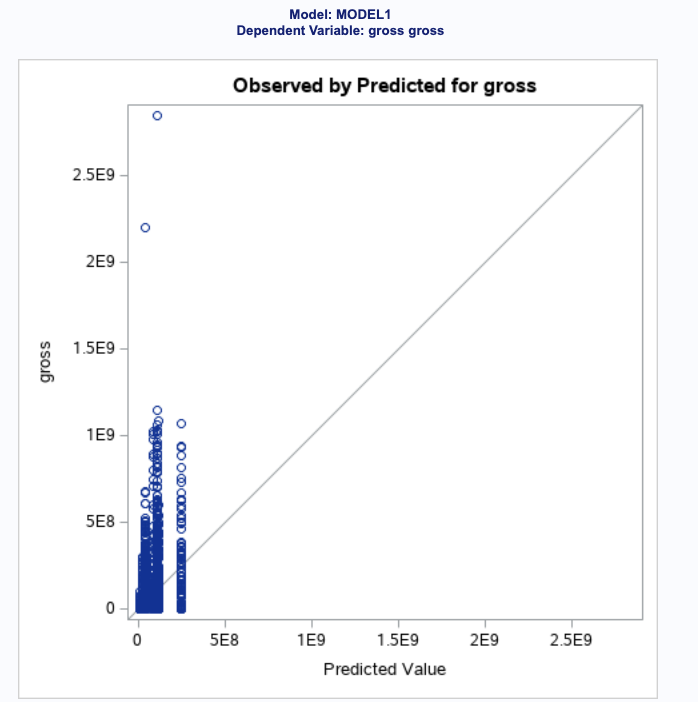 Model: MODEL1
Dependent Variable: gross gross
Observed by Predicted for gross
2.5E9
2E9
1.5E9
1E9
5E8
0
gross
0 5E8 1E9 1.5E9 2E9 2.5E9
Predicted Value